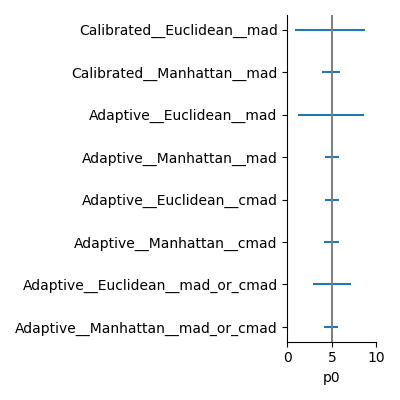 Calibrated__Euclidean__mad
Calibrated__Manhattan__mad
Adaptive__Euclidean__mad
Adaptive__Manhattan__mad
Adaptive__Euclidean__cmad
Adaptive__Manhattan__cmad
Adaptive__Euclidean__mad_or_cmad
Adaptive__Manhattan__mad_or_cmad
0 5 10
p0